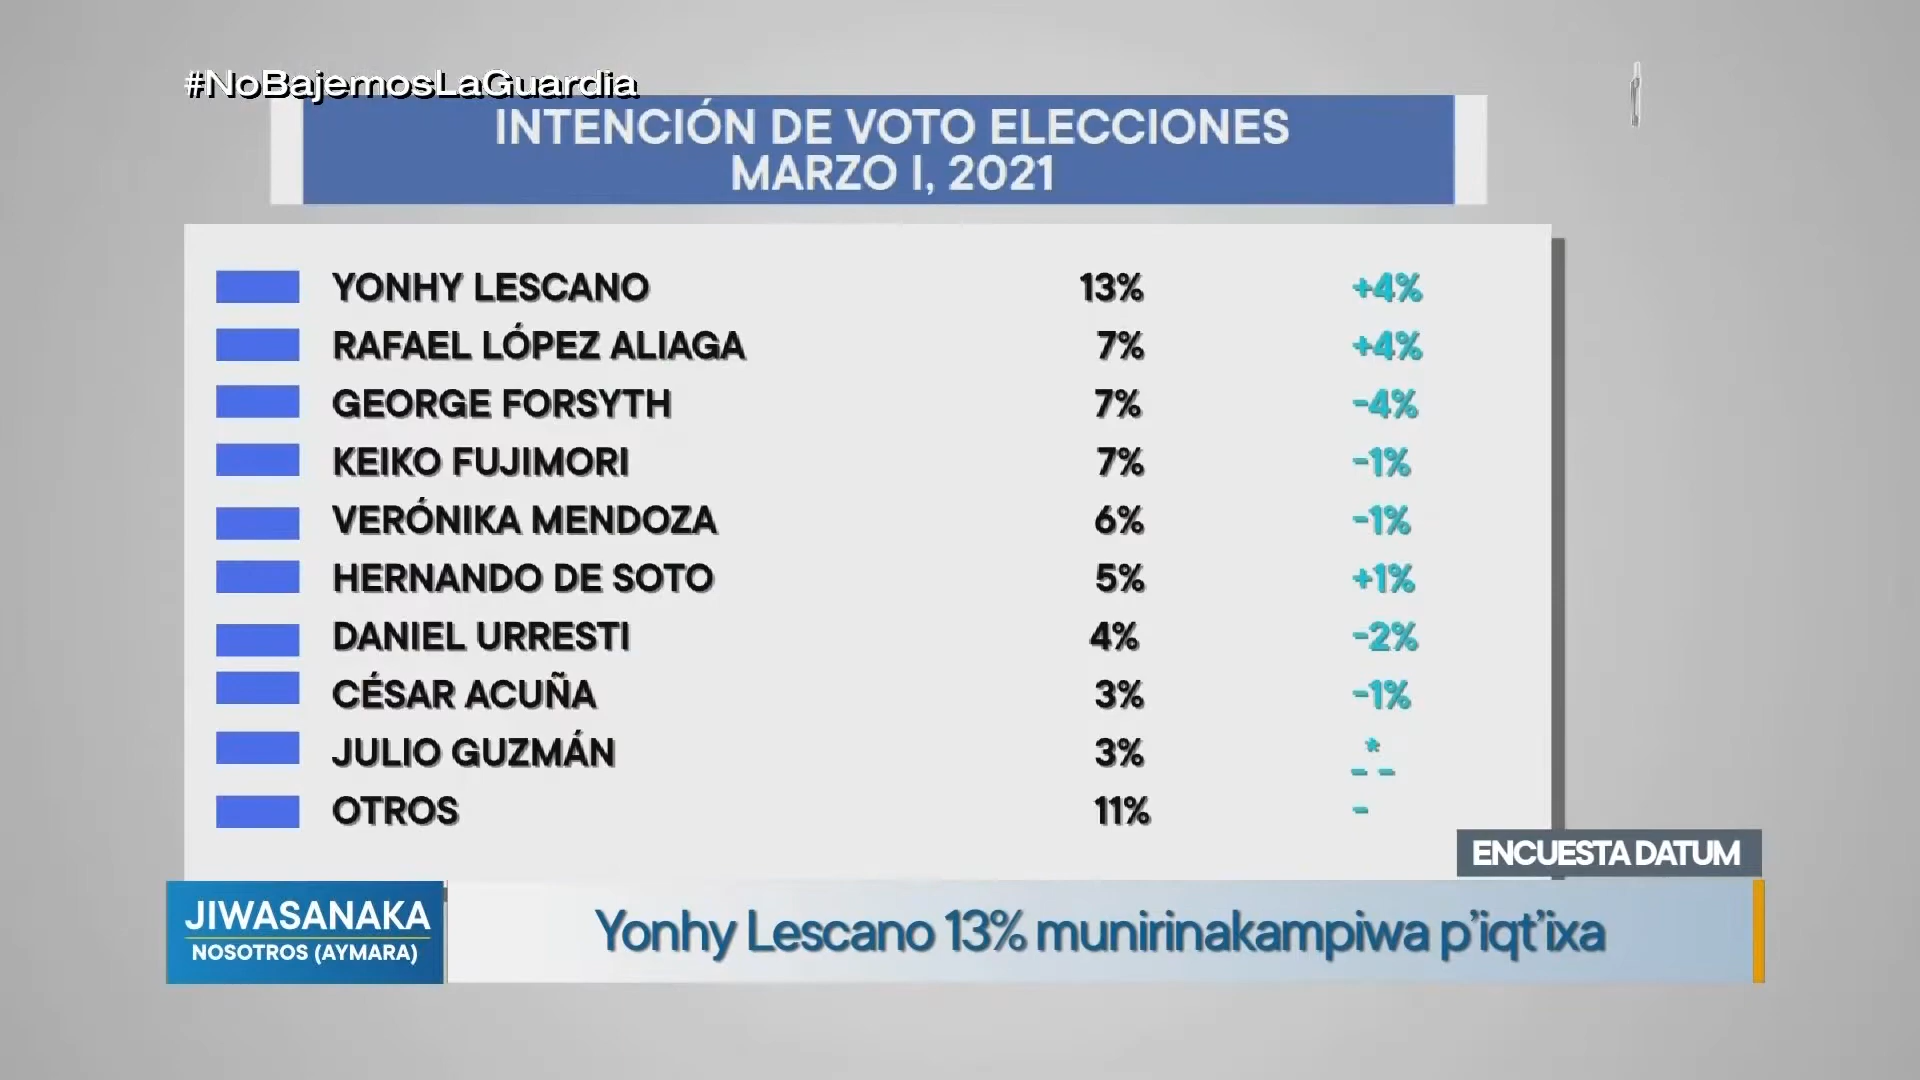 #NoBajemosLaGuardia
INTENCIÓN DE VOTO ELECCIONES
MARZO I, 2021
YONHY LESCANO 13% +4%
RAFAEL LÓPEZ ALIAGA 7% +4%
GEORGE FORSYTH 7% -4%
KEIKO FUJIMORI 7% -1%
VERÓNIKA MENDOZA 6% -1%
HERNANDO DE SOTO 5% +1%
DANIEL URRESTI 4% -2%
CÉSAR ACUÑA 3% -1%
JULIO GUZMÁN 3% _*_
OTROS 11% -
ENCUESTA DATUM
JIWASANAKA
NOSOTROS (AYMARA)
Yonhy Lescano 13% munirinakampiwa p'iqt'ixa